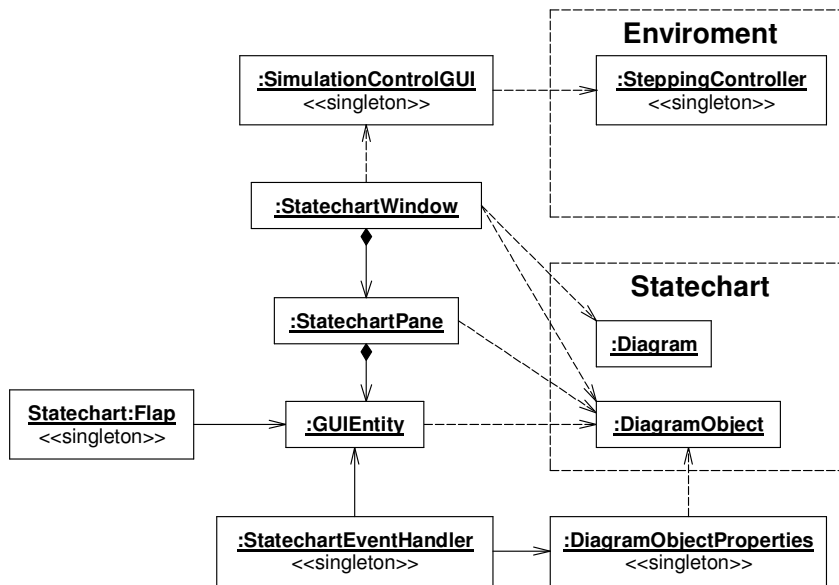 Enviroment
:SimulationControlGUI
<<singleton>>
:SteppingController
<<singleton>>
:StatechartWindow
Statechart
:StatechartPane
:Diagram
Statechart:Flap
<<singleton>>
:GUIEntity
:DiagramObject
:StatechartEventHandler
<<singleton>>
:DiagramObjectProperties
<<singleton>>